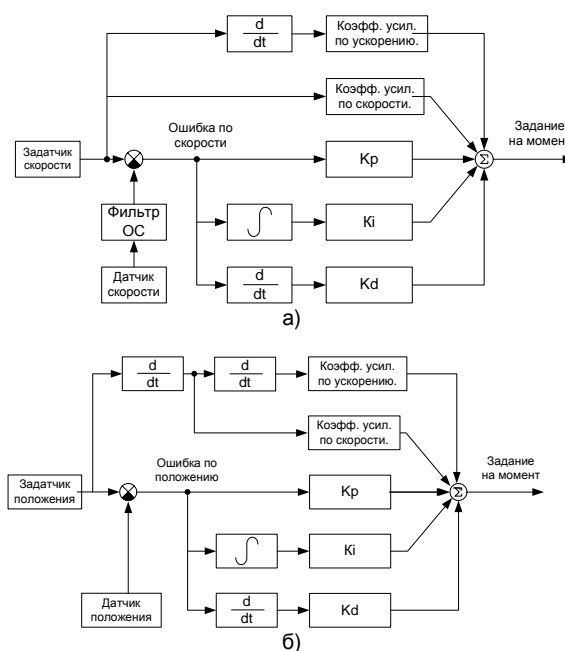 d
dt
Коэфф. усил.
по ускорению.
Коэфф. усил.
по скорости.
Задатчик
скорости
Ошибка по
скорости
Kp
Σ
Задание
на момент
Фильтр
ОС
∫
Ki
Датчик
скорости
d
dt
Kd
а)
d
dt
d
dt
Коэфф. усил.
по ускорению.
Коэфф. усил.
по скорости.
Задатчик
положения
Ошибка по
положению
Kp
Σ
Задание
на момент
∫
Ki
Датчик
положения
d
dt
Kd
б)